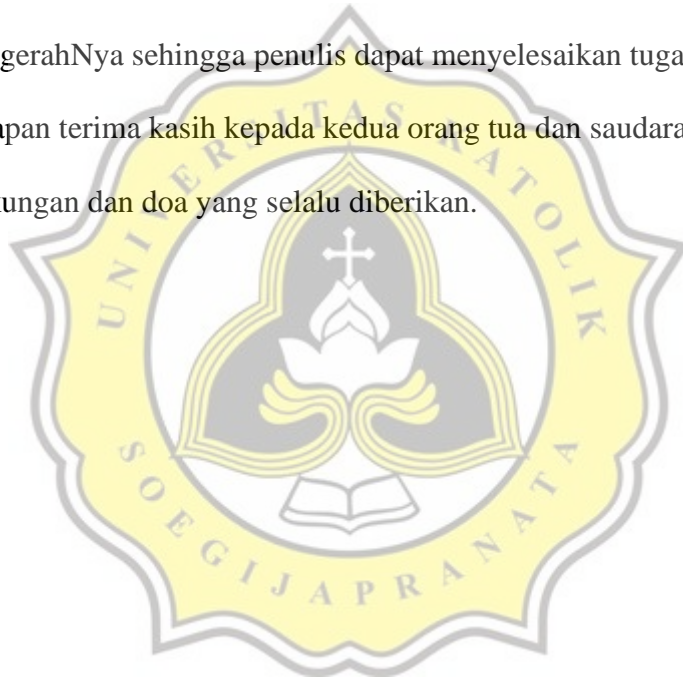 gerahNya sehingga penulis dapat menyelesaikan tuga
pan terima kasih kepada kedua orang tua dan saudara
ungan dan doa yang selalu diberikan.
UNIVERSITAS KATOLIK
SOEGIJAPRANATA